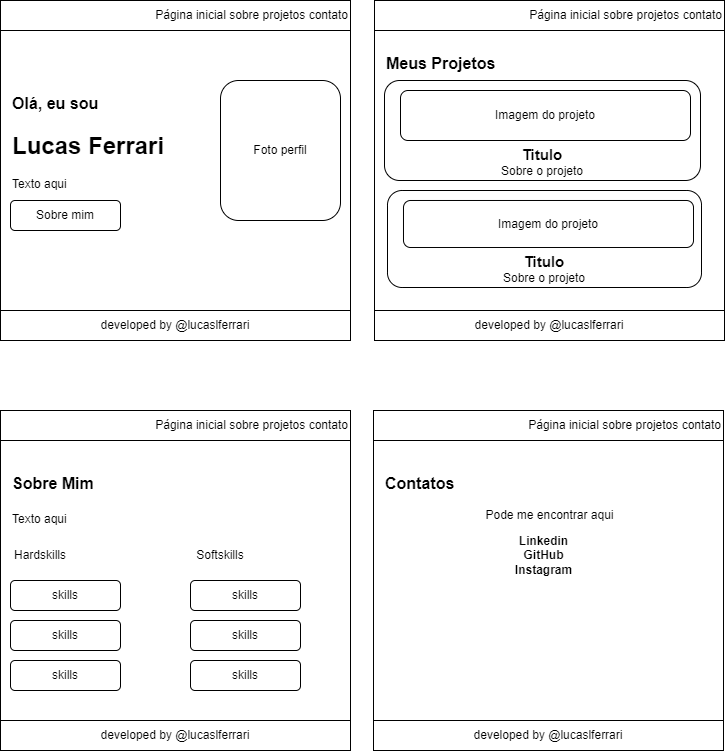 Página inicial sobre projetos contato
Olá, eu sou
Lucas Ferrari
Texto aqui
Sobre mim
Foto perfil
developed by @lucaslferrari
Página inicial sobre projetos contato
Meus Projetos
Imagem do projeto
Titulo
Sobre o projeto
Imagem do projeto
Titulo
Sobre o projeto
developed by @lucaslferrari
Página inicial sobre projetos contato
Sobre Mim
Texto aqui
Hardskills
Softskills
skills
skills
skills
skills
skills
skills
developed by @lucaslferrari
Página inicial sobre projetos contato
Contatos
Pode me encontrar aqui
Linkedin
GitHub
Instagram
developed by @lucaslferrari